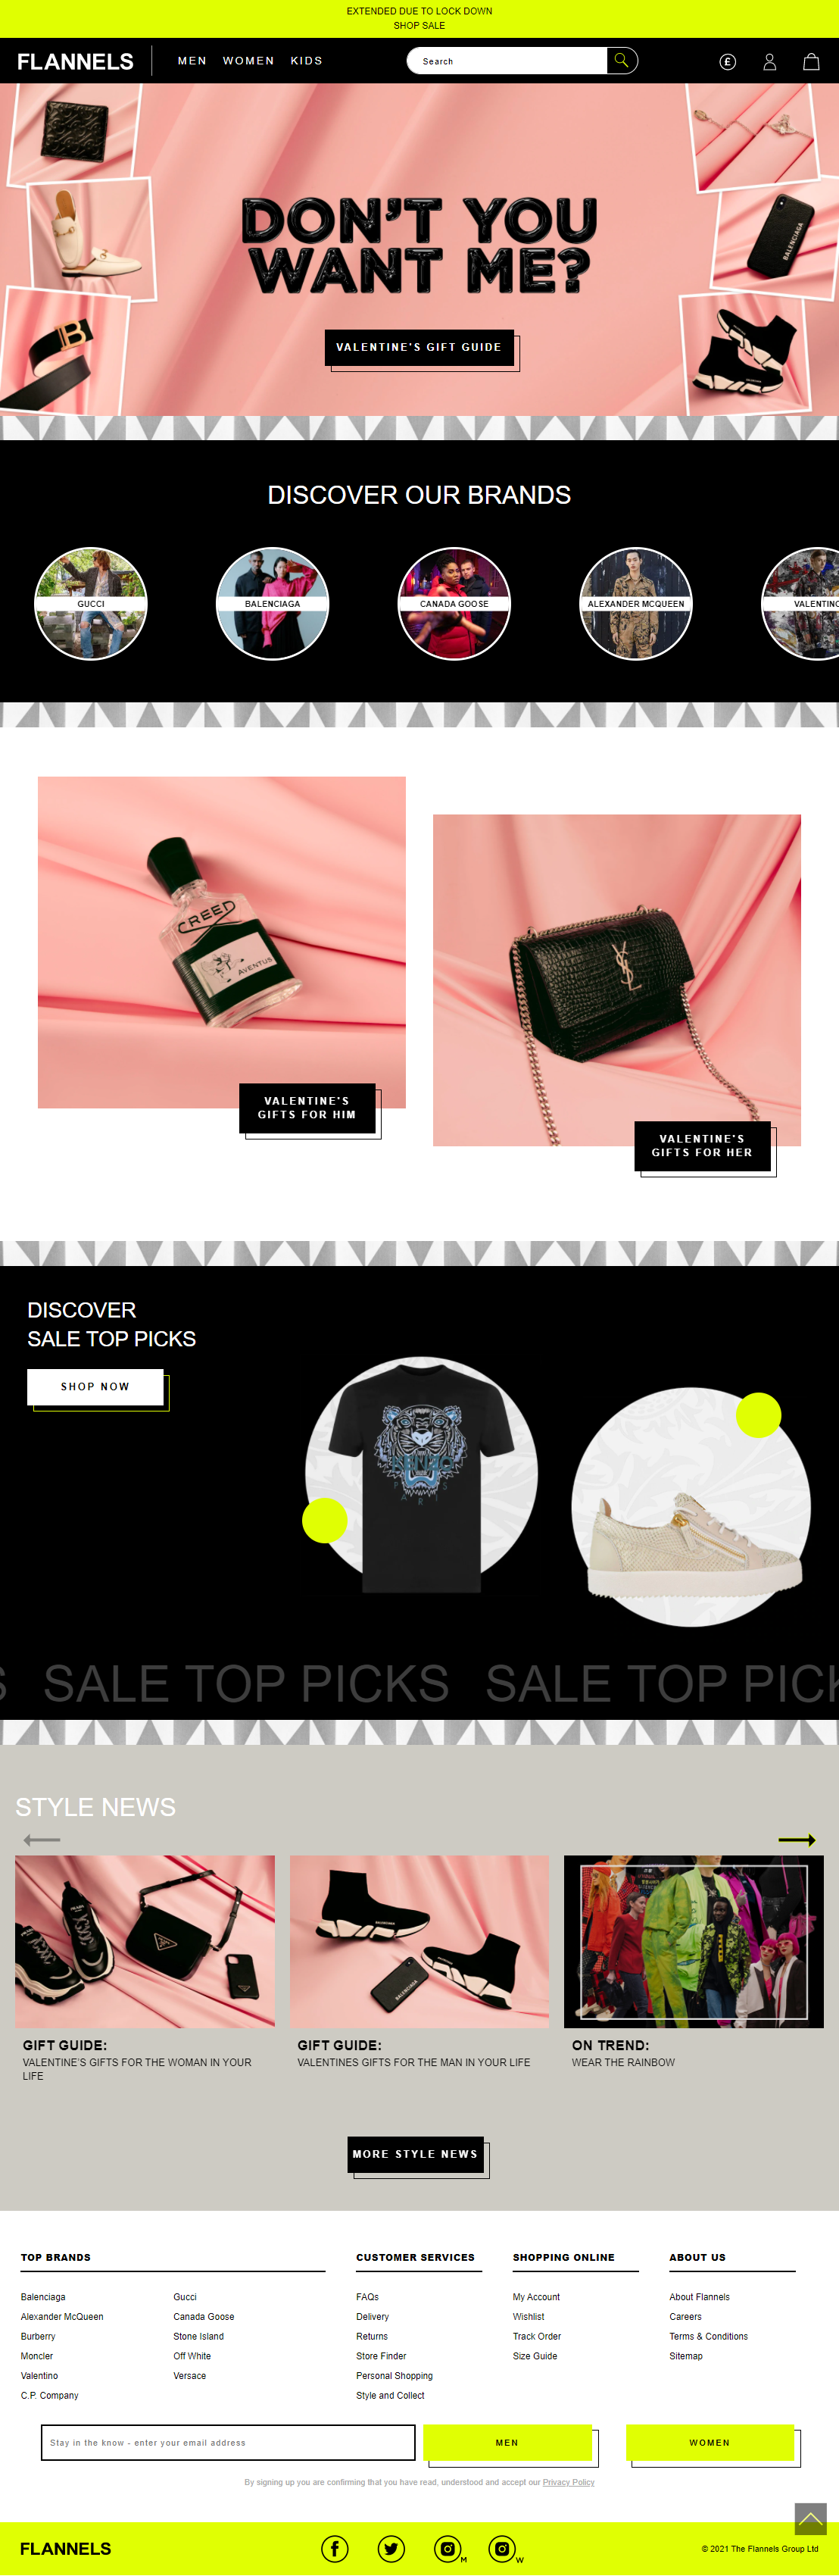 EXTENDED DUE TO LOCK DOWN
SHOP SALE
FLANNELS
MEN WOMEN KIDS
Search
£
DON'T YOU
WANT ME?
BALENCIAGA
B
VALENTINE'S GIFT GUIDE
DISCOVER OUR BRANDS
GUCCI
BALENCIAGA
CANADA GOOSE
ALEXANDER MCQUEEN
VALENTINO
CREED
AVENTUS
YSL
VALENTINE'S
GIFTS FOR HIM
VALENTINE'S
GIFTS FOR HER
DISCOVER
SALE TOP PICKS
SHOP NOW
KENZO
PARIS
S SALE TOP PICKS SALE TOP PICK
STYLE NEWS
BALENCIAGA
GIFT GUIDE:
VALENTINE'S GIFTS FOR THE WOMAN IN YOUR
LIFE
GIFT GUIDE:
VALENTINES GIFTS FOR THE MAN IN YOUR LIFE
ON TREND:
WEAR THE RAINBOW
MORE STYLE NEWS
TOP BRANDS
Balenciaga
Alexander McQueen
Burberry
Moncler
Valentino
C.P. Company
Gucci
Canada Goose
Stone Island
Off White
Versace
CUSTOMER SERVICES
FAQs
Delivery
Returns
Store Finder
Personal Shopping
Style and Collect
SHOPPING ONLINE
My Account
Wishlist
Track Order
Size Guide
ABOUT US
About Flannels
Careers
Terms & Conditions
Sitemap
Stay in the know - enter your email address
MEN
WOMEN
By signing up you are confirming that you have read, understood and accept our Privacy Policy
FLANNELS
M
W
© 2021 The Flannels Group Ltd